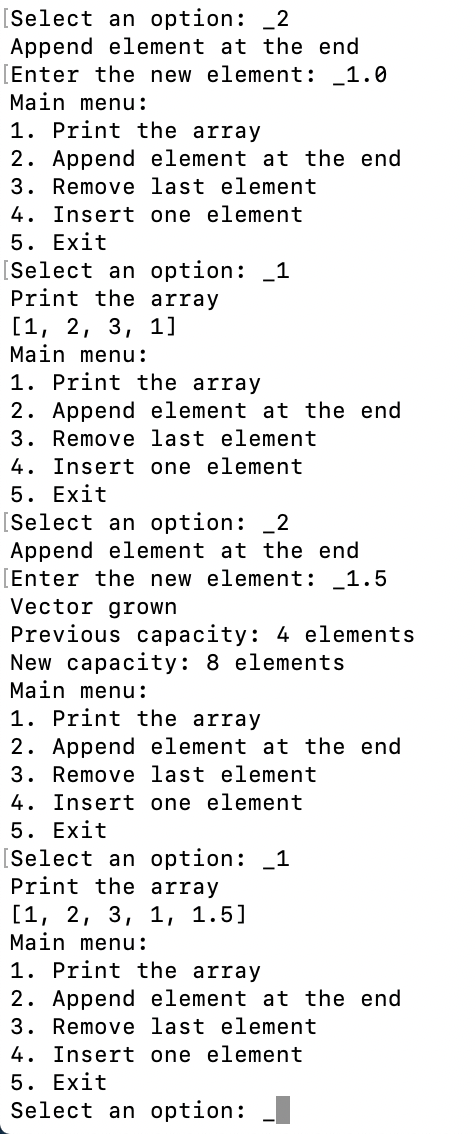 [Select an option: _2
Append element at the end
[Enter the new element: _1.0
Main menu:
1. Print the array
2. Append element at the end
3. Remove last element
4. Insert one element
5. Exit
[Select an option: _1
Print the array
[1, 2, 3, 1]
Main menu:
1. Print the array
2. Append element at the end
3. Remove last element
4. Insert one element
5. Exit
[Select an option: _2
Append element at the end
[Enter the new element: _1.5
Vector grown
Previous capacity: 4 elements
New capacity: 8 elements
Main menu:
1. Print the array
2. Append element at the end
3. Remove last element
4. Insert one element
5. Exit
[Select an option: _1
Print the array
[1, 2, 3, 1, 1.5]
Main menu:
1. Print the array
2. Append element at the end
3. Remove last element
4. Insert one element
5. Exit
Select an option: _